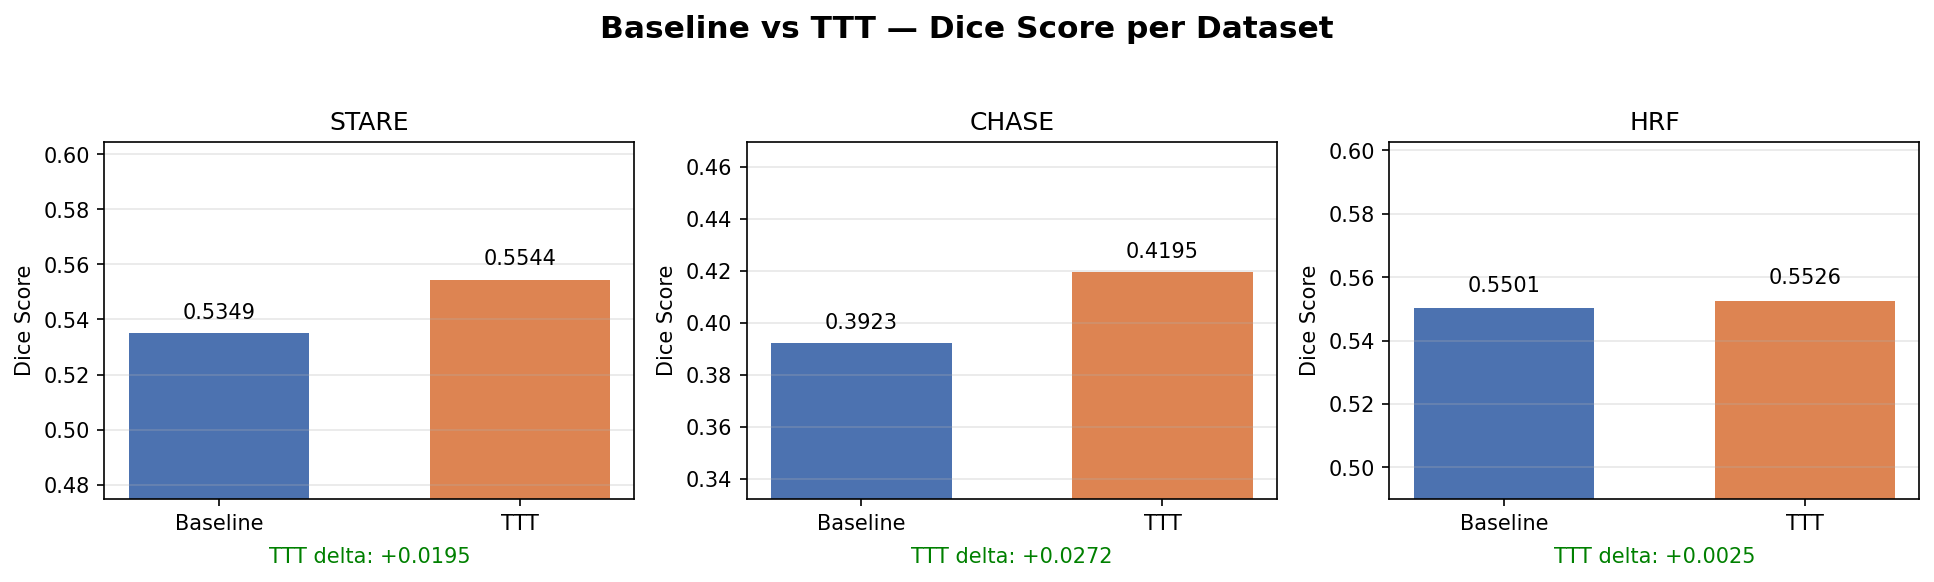 Baseline vs TTT — Dice Score per Dataset
STARE
Dice Score
0.60
0.58
0.56
0.54
0.52
0.50
0.48
0.5349
0.5544
Baseline
TTT
TTT delta: +0.0195
CHASE
Dice Score
0.46
0.44
0.42
0.40
0.38
0.36
0.34
0.3923
0.4195
Baseline
TTT
TTT delta: +0.0272
HRF
Dice Score
0.60
0.58
0.56
0.54
0.52
0.50
0.5501
0.5526
Baseline
TTT
TTT delta: +0.0025